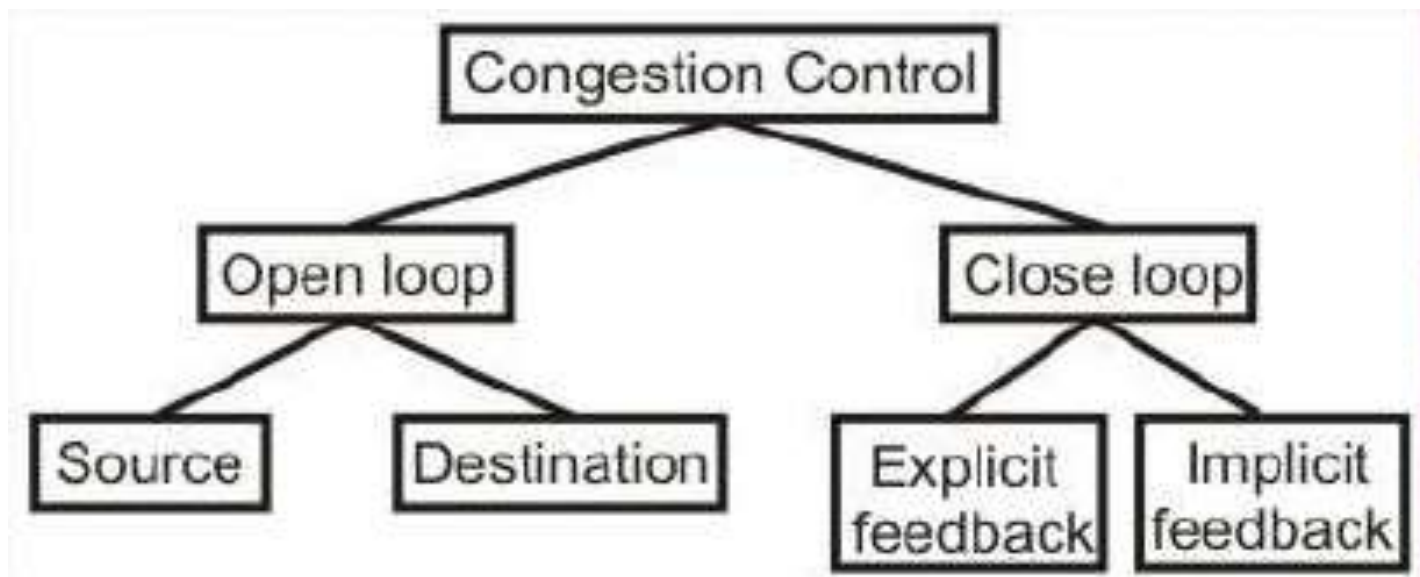 Congestion Control
Open loop
Close loop
Source
Destination
Explicit
feedback
Implicit
feedback